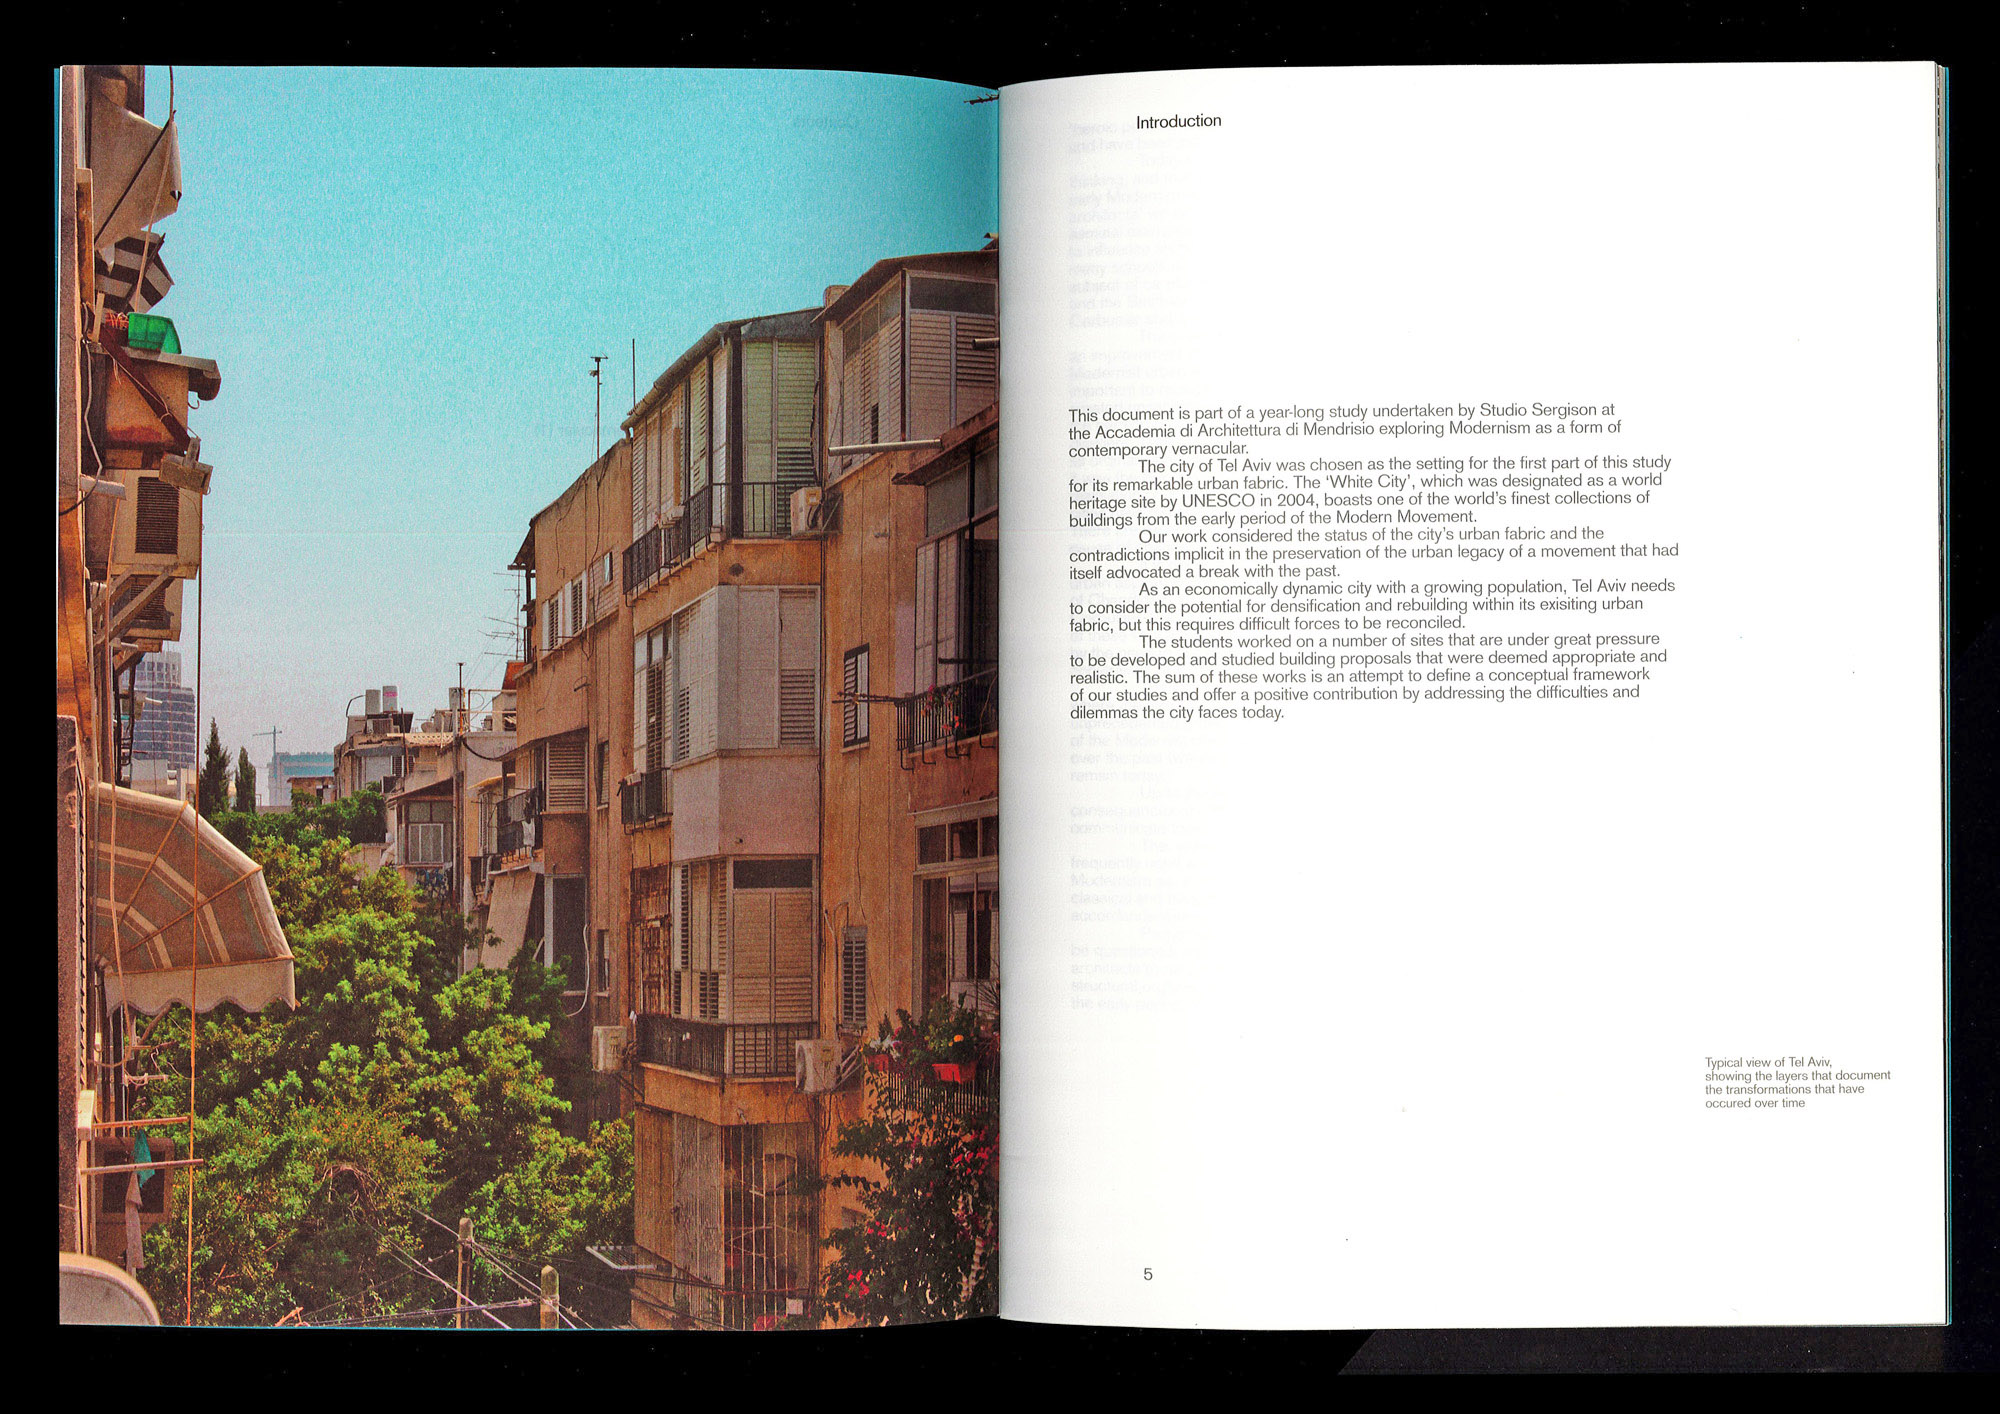 Introduction
This document is part of a year-long study undertaken by Studio Sergison at
the Accademia di Architettura di Mendrisio exploring Modernism as a form of
contemporary vernacular.
The city of Tel Aviv was chosen as the setting for the first part of this study
for its remarkable urban fabric. The ‘White City’, which was designated as a world
heritage site by UNESCO in 2004, boasts one of the world’s finest collections of
buildings from the early period of the Modern Movement.
Our work considered the status of the city’s urban fabric and the
contradictions implicit in the preservation of the urban legacy of a movement that had
itself advocated a break with the past.
As an economically dynamic city with a growing population, Tel Aviv needs
to consider the potential for densification and rebuilding within its exisiting urban
fabric, but this requires difficult forces to be reconciled.
The students worked on a number of sites that are under great pressure
to be developed and studied building proposals that were deemed appropriate and
realistic. The sum of these works is an attempt to define a conceptual framework
of our studies and offer a positive contribution by addressing the difficulties and
dilemmas the city faces today.
Typical view of Tel Aviv,
showing the layers that document
the transformations that have
occured over time
5